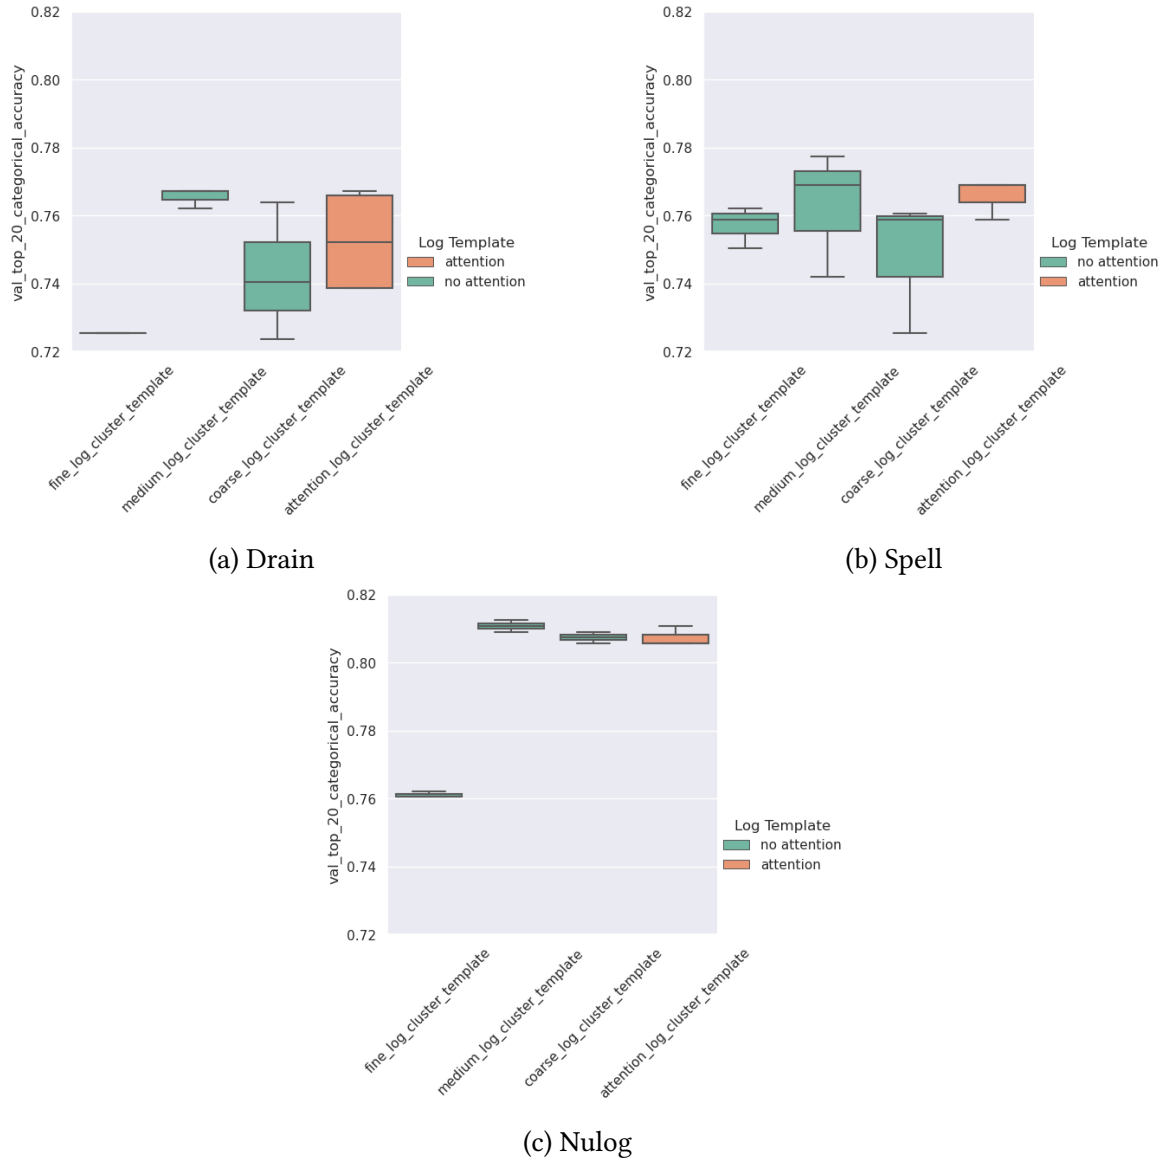 0.82
0.80
0.78
0.76
0.74
0.72
val_top_20_categorical_accuracy
fine_log_cluster_template
medium_log_cluster_template
coarse_log_cluster_template
attention_log_cluster_template
Log Template
attention
no attention
(a) Drain
0.82
0.80
0.78
0.76
0.74
0.72
val_top_20_categorical_accuracy
fine_log_cluster_template
medium_log_cluster_template
coarse_log_cluster_template
attention_log_cluster_template
Log Template
no attention
attention
(b) Spell
0.82
0.80
0.78
0.76
0.74
0.72
val_top_20_categorical_accuracy
fine_log_cluster_template
medium_log_cluster_template
coarse_log_cluster_template
attention_log_cluster_template
Log Template
no attention
attention
(c) Nulog